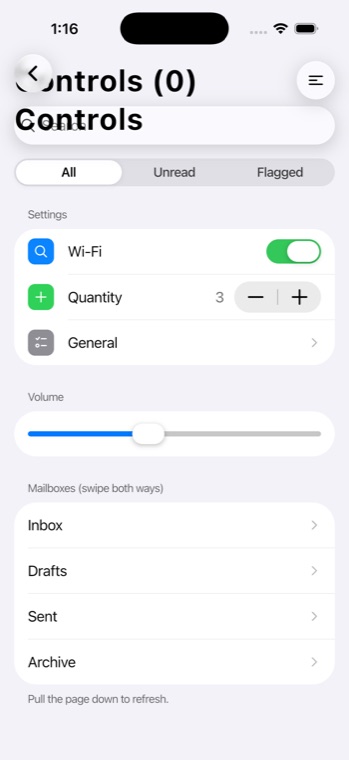 1:16
Controls (0)
Controls
Search
All Unread Flagged
Settings
Wi-Fi
Quantity 3
General
Volume
Mailboxes (swipe both ways)
Inbox
Drafts
Sent
Archive
Pull the page down to refresh.